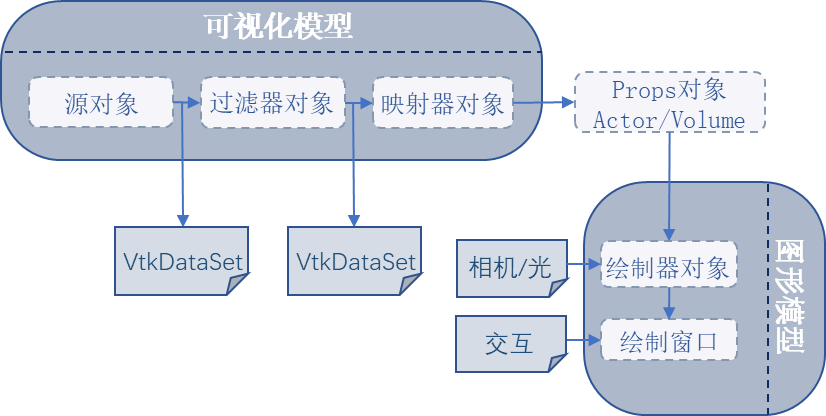 可视化模型
源对象
过滤器对象
映射器对象
Props对象
Actor/Volume
VtkDataSet
VtkDataSet
相机/光
绘制器对象
交互
绘制窗口
图形模型